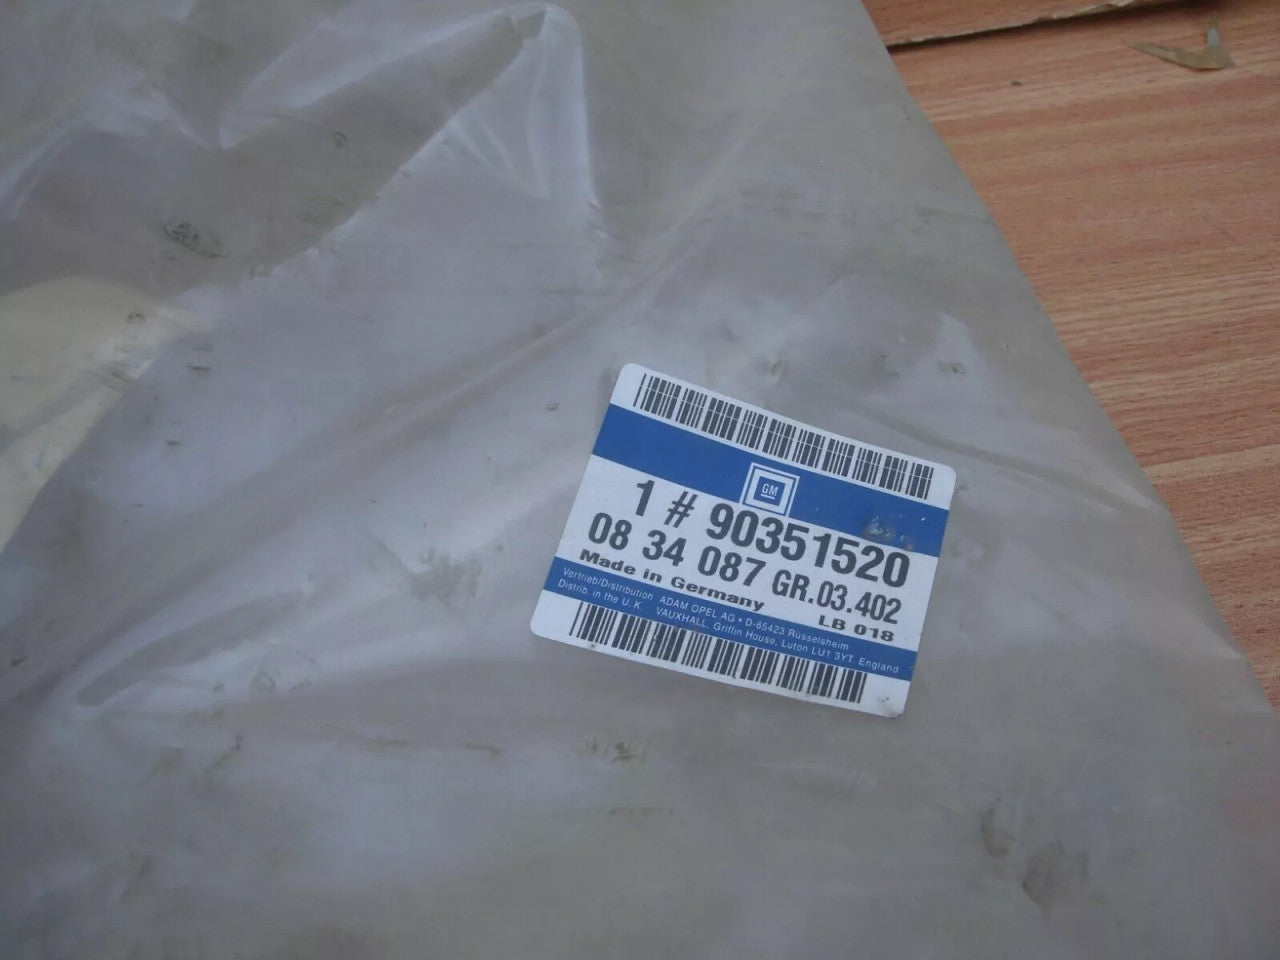 GM
1 # 90351520
08 34 087 GR.03.402
Made in Germany LB 018
Vertrieb/Distribution ADAM OPEL AG • D-65423 Rüsselsheim
Distrib. in the U. K. VAUXHALL, Griffin House, Luton LU1 3YT England